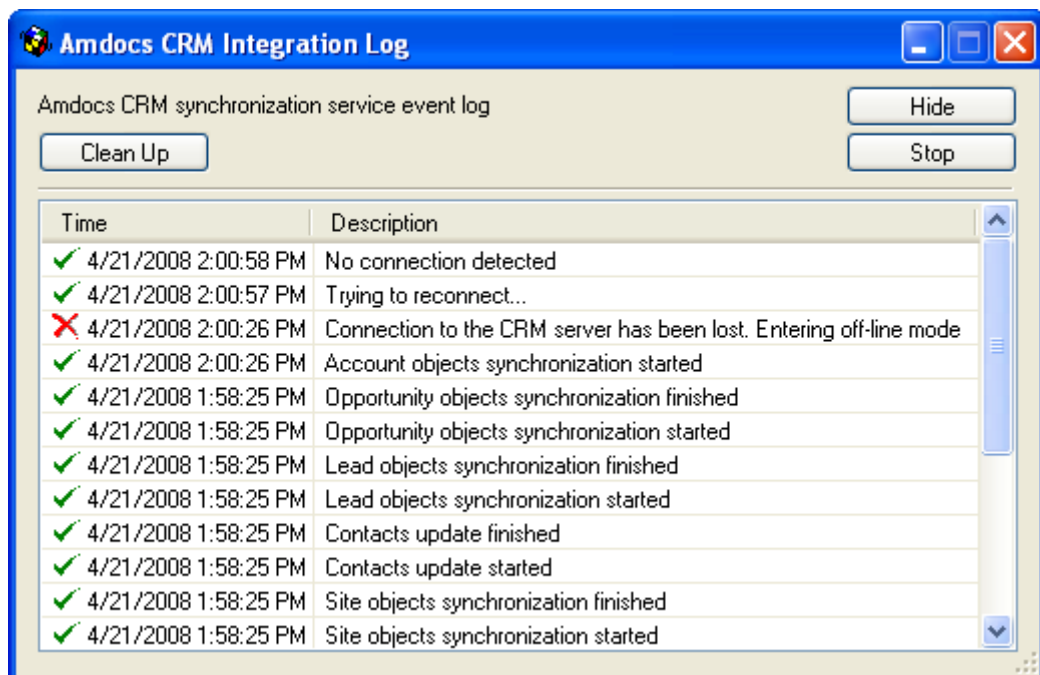 Amdocs CRM Integration Log
Amdocs CRM synchronization service event log
Hide
Clean Up
Stop
Time Description
4/21/2008 2:00:58 PM No connection detected
4/21/2008 2:00:57 PM Trying to reconnect...
4/21/2008 2:00:26 PM Connection to the CRM server has been lost. Entering off-line mode
4/21/2008 2:00:26 PM Account objects synchronization started
4/21/2008 1:58:25 PM Opportunity objects synchronization finished
4/21/2008 1:58:25 PM Opportunity objects synchronization started
4/21/2008 1:58:25 PM Lead objects synchronization finished
4/21/2008 1:58:25 PM Lead objects synchronization started
4/21/2008 1:58:25 PM Contacts update finished
4/21/2008 1:58:25 PM Contacts update started
4/21/2008 1:58:25 PM Site objects synchronization finished
4/21/2008 1:58:25 PM Site objects synchronization started